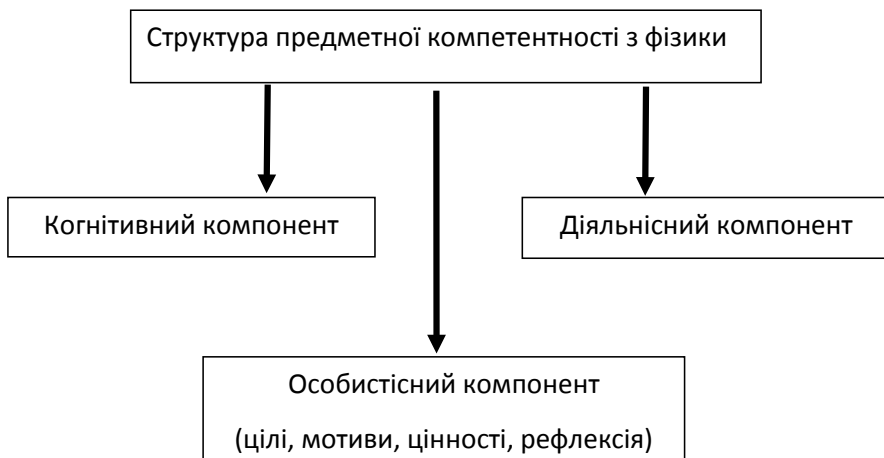 Структура предметної компетентності з фізики
Когнітивний компонент
Діяльнісний компонент
Особистісний компонент
(цілі, мотиви, цінності, рефлексія)